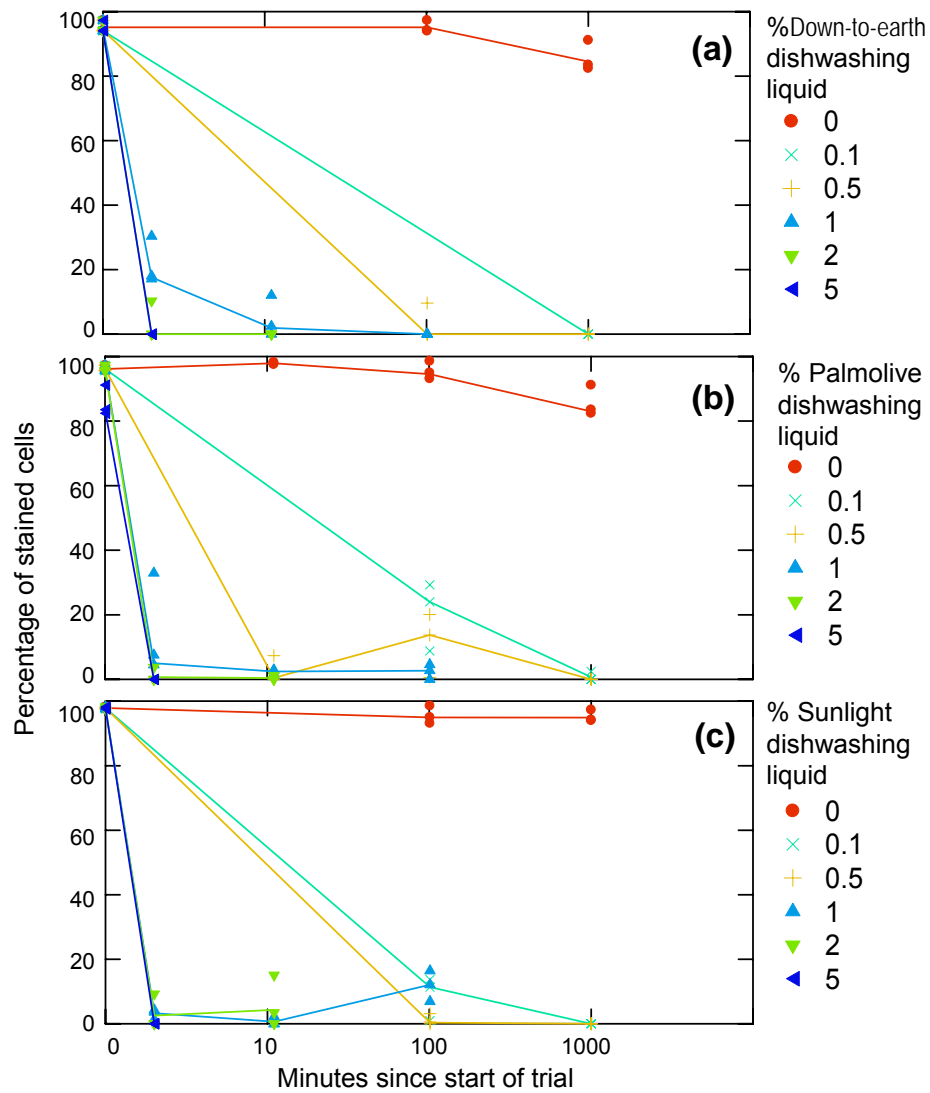 100
80
60
40
20
0
(a)
%Down-to-earth
dishwashing
liquid
0
0.1
0.5
1
2
5
100
80
60
40
20
0
(b)
% Palmolive
dishwashing
liquid
0
0.1
0.5
1
2
5
100
80
60
40
20
0
(c)
% Sunlight
dishwashing
liquid
0
0.1
0.5
1
2
5
Percentage of stained cells
0 10 100 1000
Minutes since start of trial